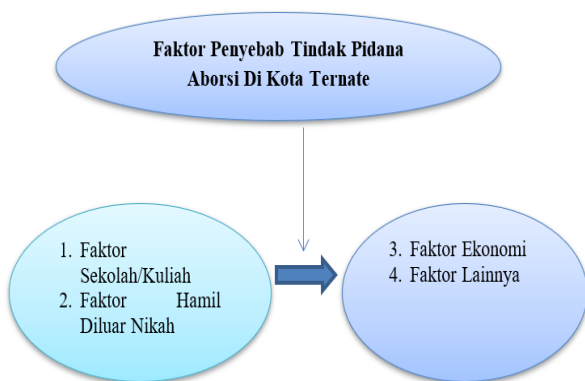 Faktor Penyebab Tindak Pidana
Aborsi Di Kota Ternate
1. Faktor
Sekolah/Kuliah
2. Faktor Hamil
Diluar Nikah
3. Faktor Ekonomi
4. Faktor Lainnya